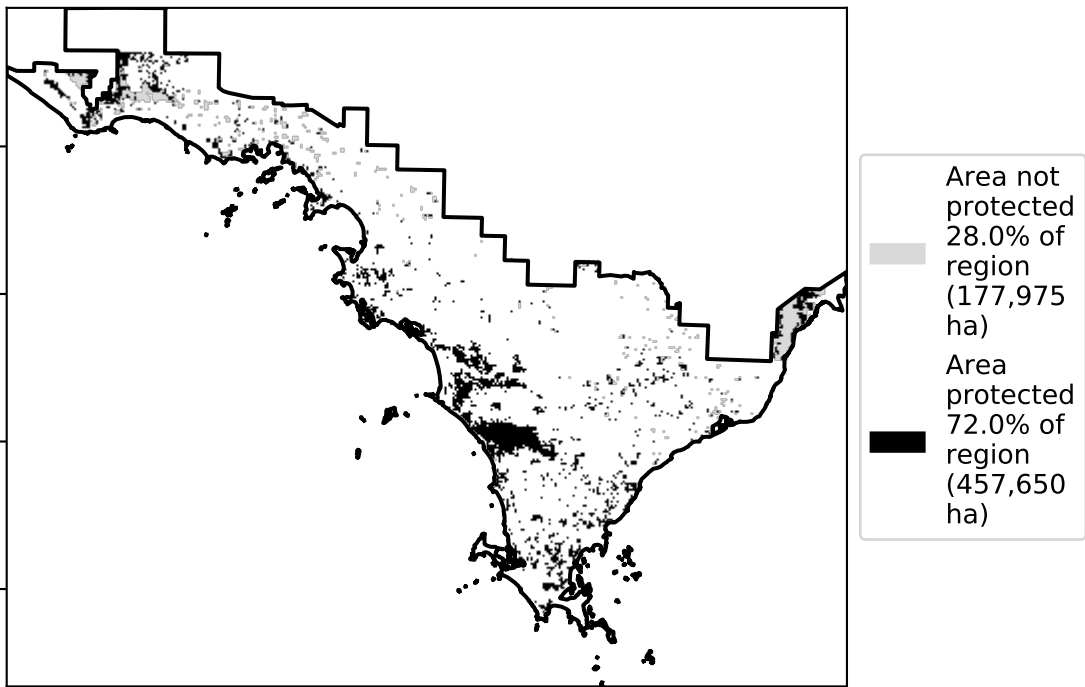 Area not
protected
28.0% of
region
(177,975
ha)
Area
protected
72.0% of
region
(457,650
ha)